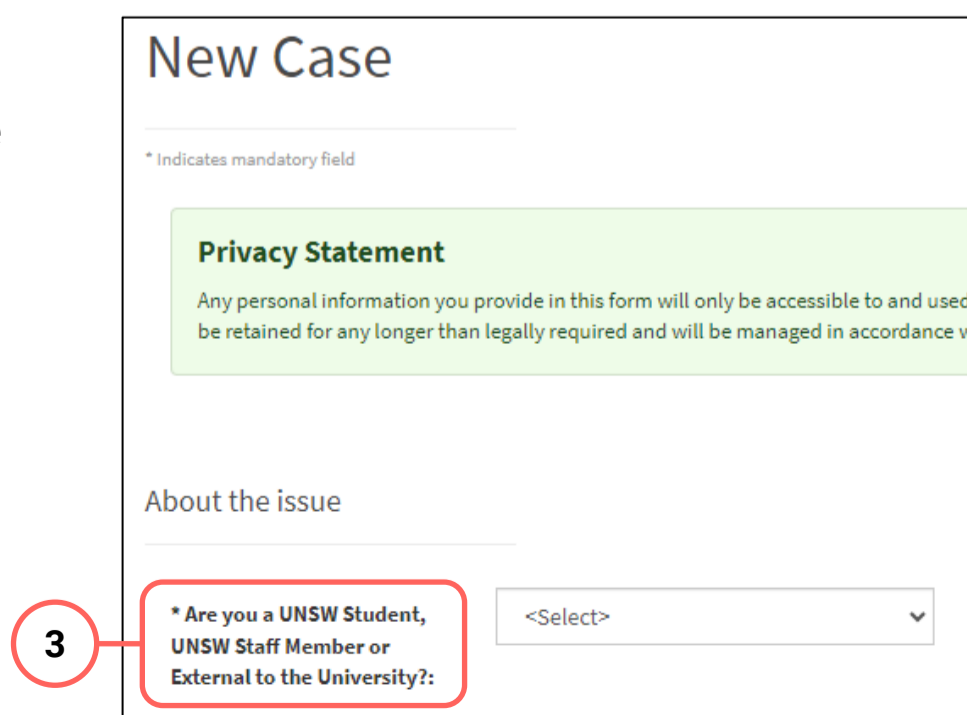 New Case
* Indicates mandatory field
Privacy Statement
Any personal information you provide in this form will only be accessible to and used
be retained for any longer than legally required and will be managed in accordance
About the issue
* Are you a UNSW Student,
UNSW Staff Member or
External to the University?:
<Select>
3